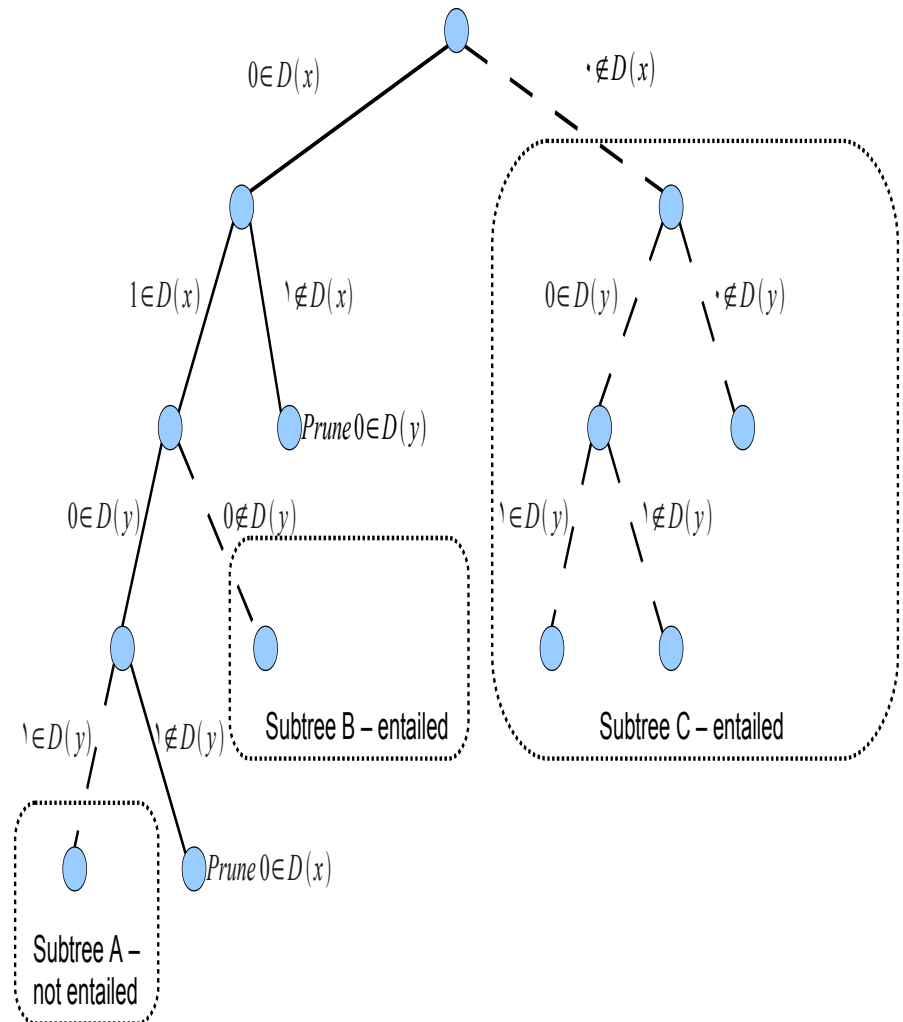 0∈D(x)
٠∉D(x)
1∈D(x)
١∉D(x)
0∈D(y)
٠∉D(y)
Prune 0∈D(y)
0∈D(y)
0∉D(y)
١∈D(y)
١∉D(y)
Subtree B – entailed
Subtree C – entailed
١∈D(y)
١∉D(y)
Prune 0∈D(x)
Subtree A –
not entailed